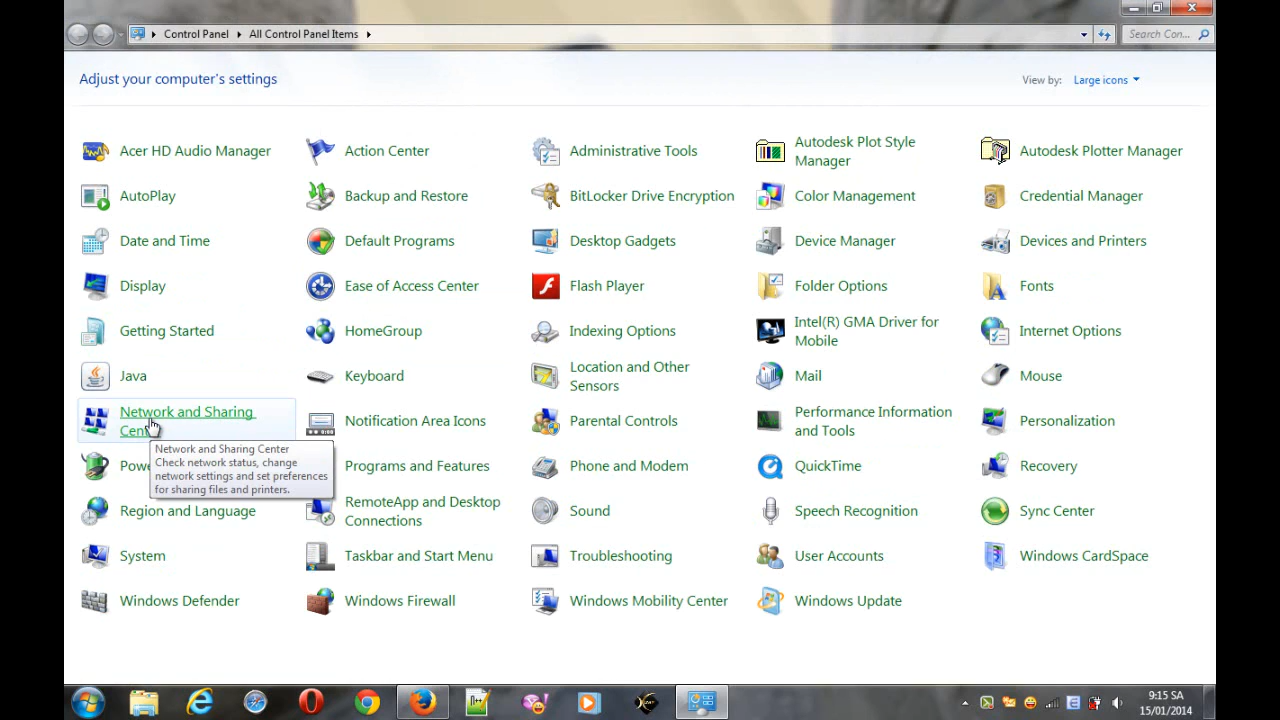 Control Panel
All Control Panel Items
Search Con...
Adjust your computer's settings
View by:
Large icons
Acer HD Audio Manager
Action Center
Administrative Tools
Autodesk Plot Style
Manager
Autodesk Plotter Manager
AutoPlay
Backup and Restore
BitLocker Drive Encryption
Color Management
Credential Manager
Date and Time
Default Programs
Desktop Gadgets
Device Manager
Devices and Printers
Display
Ease of Access Center
Flash Player
Folder Options
Fonts
Getting Started
HomeGroup
Indexing Options
Intel(R) GMA Driver for
Mobile
Internet Options
Java
Keyboard
Location and Other
Sensors
Mail
Mouse
Network and Sharing
Cent
Notification Area Icons
Parental Controls
Performance Information
and Tools
Personalization
Network and Sharing Center
Check network status, change
network settings and set preferences
for sharing files and printers.
Powe
Programs and Features
Phone and Modem
QuickTime
Recovery
Region and Language
RemoteApp and Desktop
Connections
Sound
Speech Recognition
Sync Center
System
Taskbar and Start Menu
Troubleshooting
User Accounts
Windows CardSpace
Windows Defender
Windows Firewall
Windows Mobility Center
Windows Update
9:15 SA
15/01/2014